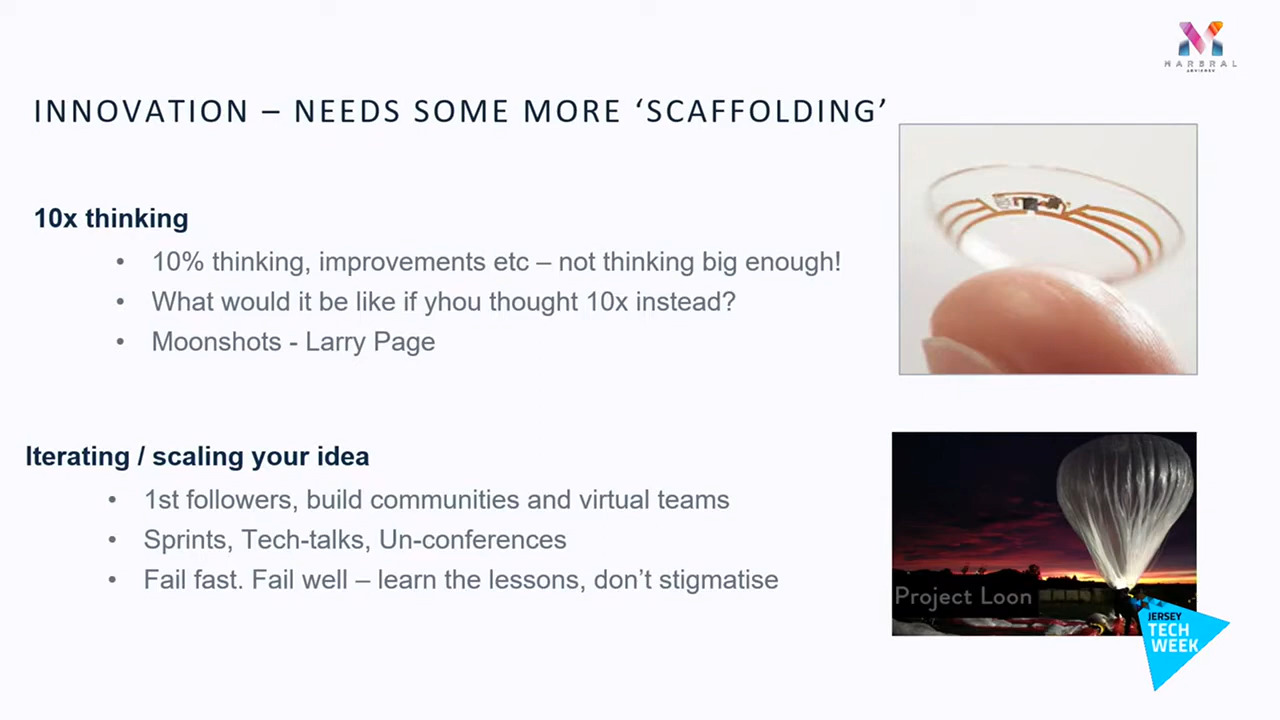 MARBRAL
ADVISORY
INNOVATION – NEEDS SOME MORE ‘SCAFFOLDING’
10x thinking
• 10% thinking, improvements etc – not thinking big enough!
• What would it be like if yhou thought 10x instead?
• Moonshots - Larry Page
Iterating / scaling your idea
• 1st followers, build communities and virtual teams
• Sprints, Tech-talks, Un-conferences
• Fail fast. Fail well – learn the lessons, don’t stigmatise
Project Loon
JERSEY
TECH
WEEK